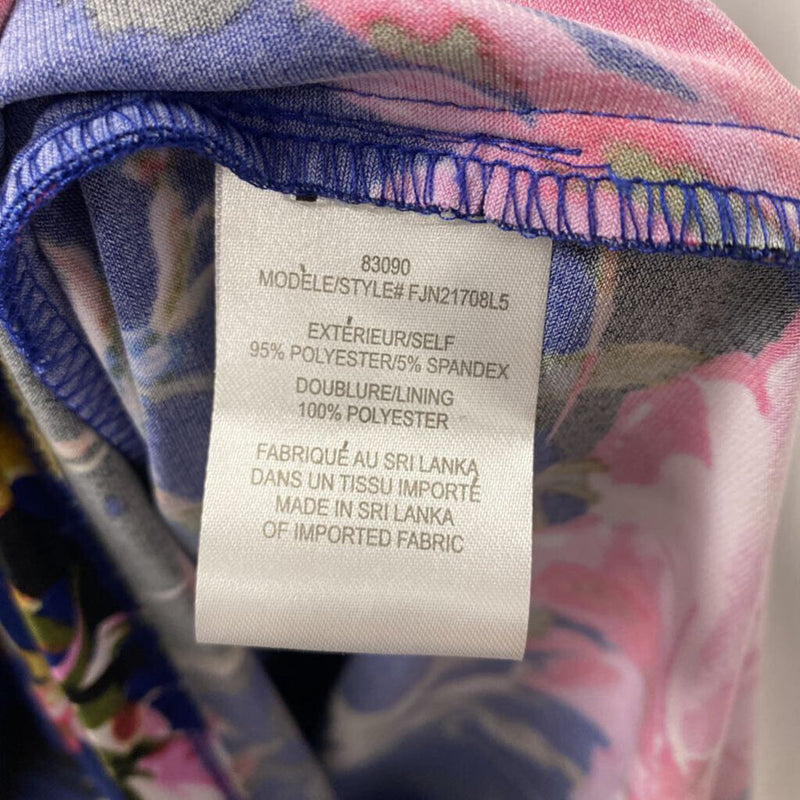 83090
MODÈLE/STYLE# FJN21708L5
EXTÉRIEUR/SELF
95% POLYESTER/5% SPANDEX
DOUBLURE/LINING
100% POLYESTER
FABRIQUÉ AU SRI LANKA
DANS UN TISSU IMPORTÉ
MADE IN SRI LANKA
OF IMPORTED FABRIC